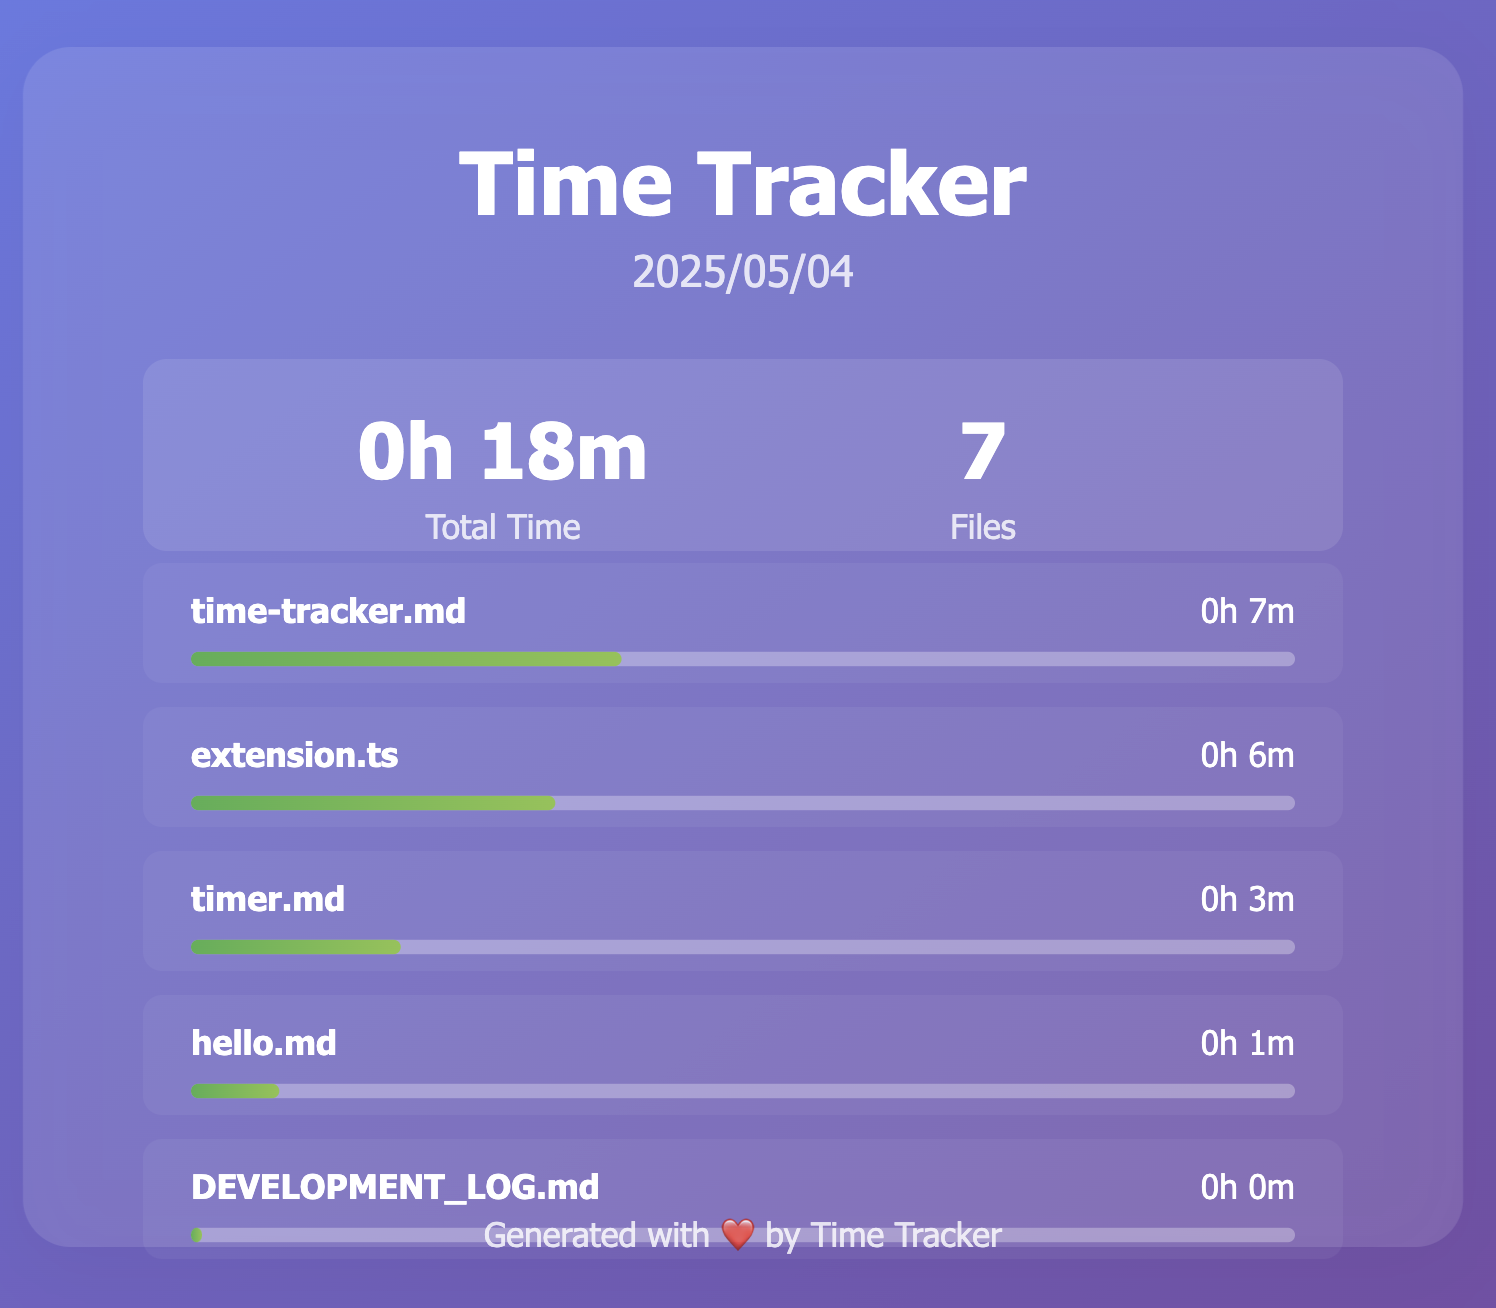 Time Tracker
2025/05/04
0h 18m 7
Total Time Files
time-tracker.md 0h 7m
extension.ts 0h 6m
timer.md 0h 3m
hello.md 0h 1m
DEVELOPMENT_LOG.md 0h 0m
Generated with ❤️ by Time Tracker